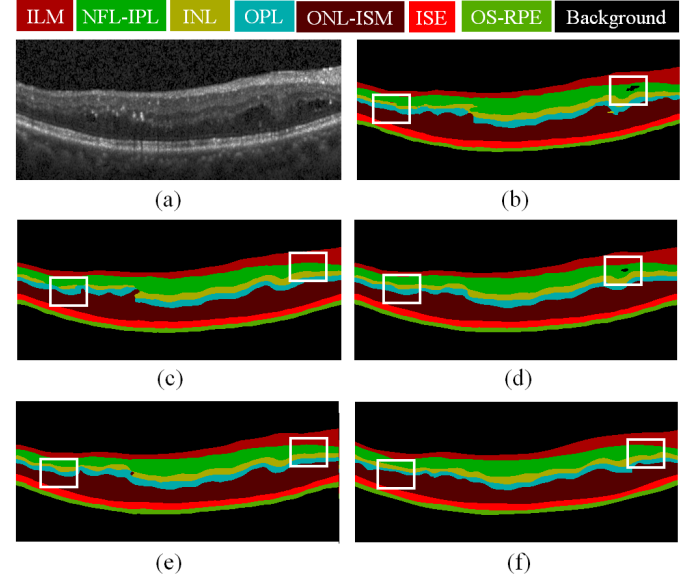 ILM NFL-IPL INL OPL ONL-ISM ISE OS-RPE Background
(a) (b)
(c) (d)
(e) (f)